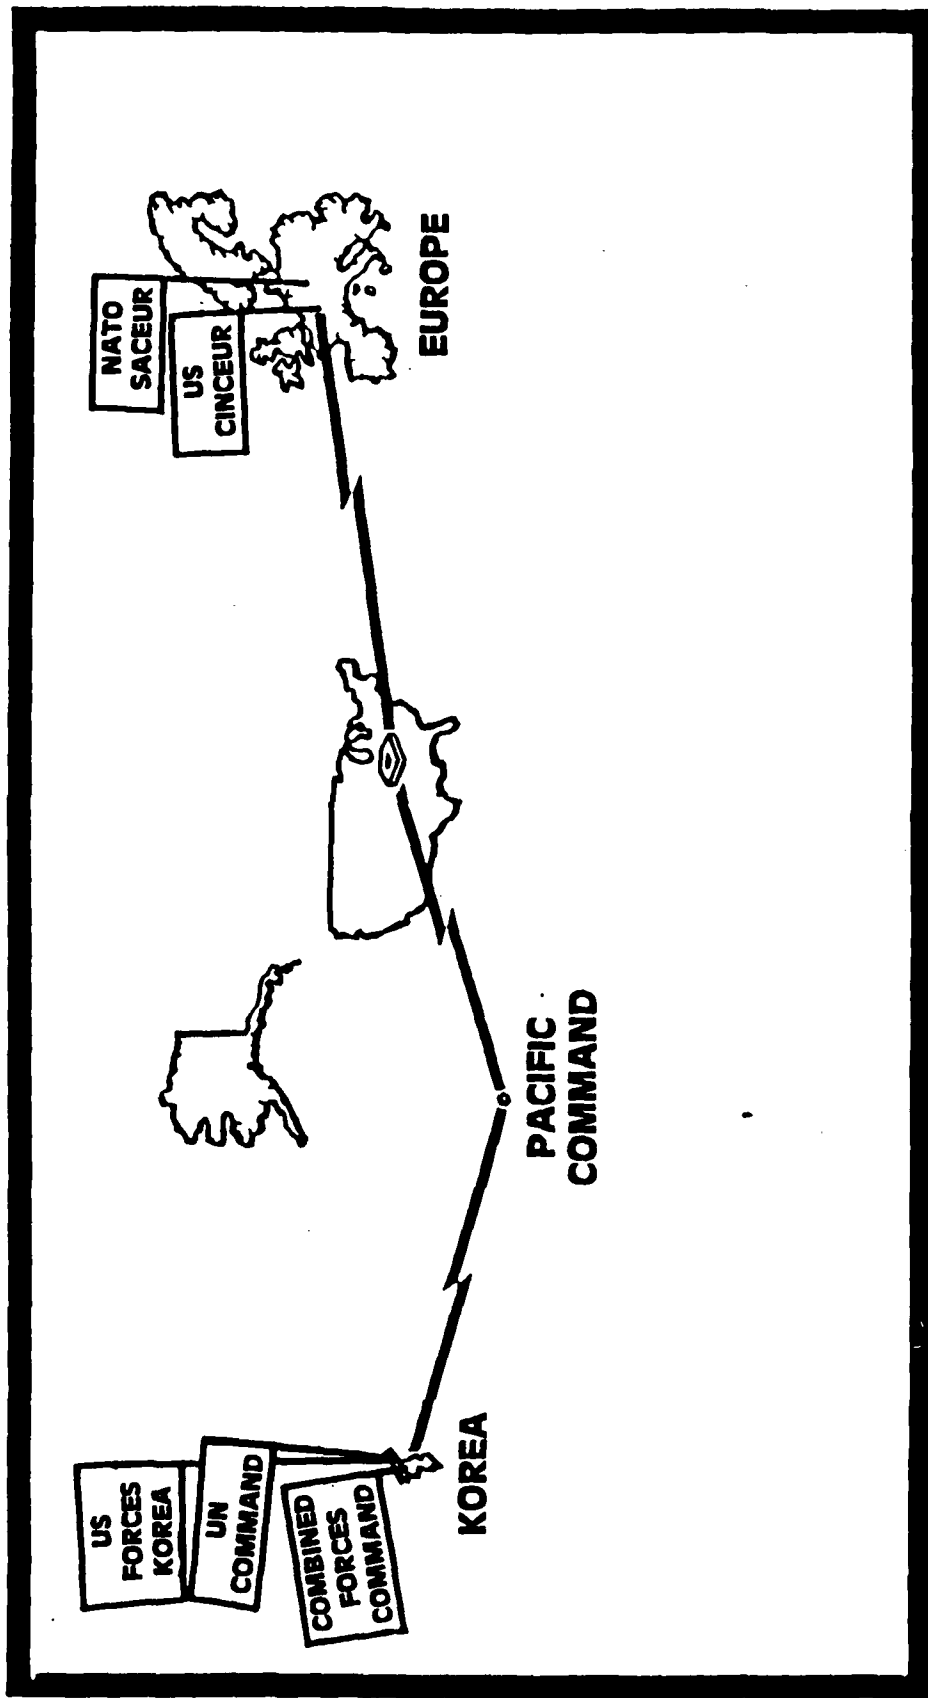 US
FORCES
KOREA
UN
COMMAND
COMBINED
FORCES
COMMAND
KOREA
PACIFIC
COMMAND
NATO
SACEUR
US
CINCEUR
EUROPE